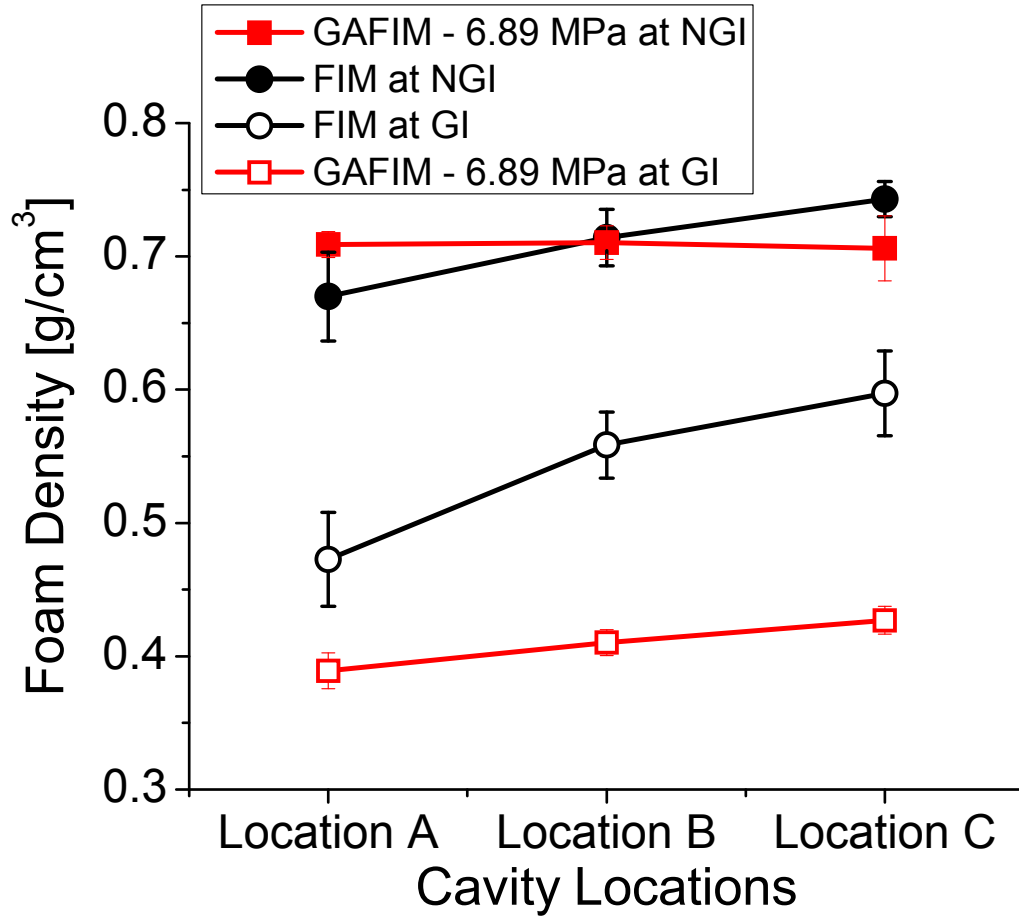 GAFIM - 6.89 MPa at NGI
FIM at NGI
FIM at GI
GAFIM - 6.89 MPa at GI
0.8
0.7
0.6
0.5
0.4
0.3
Foam Density [g/cm³]
Location A Location B Location C
Cavity Locations